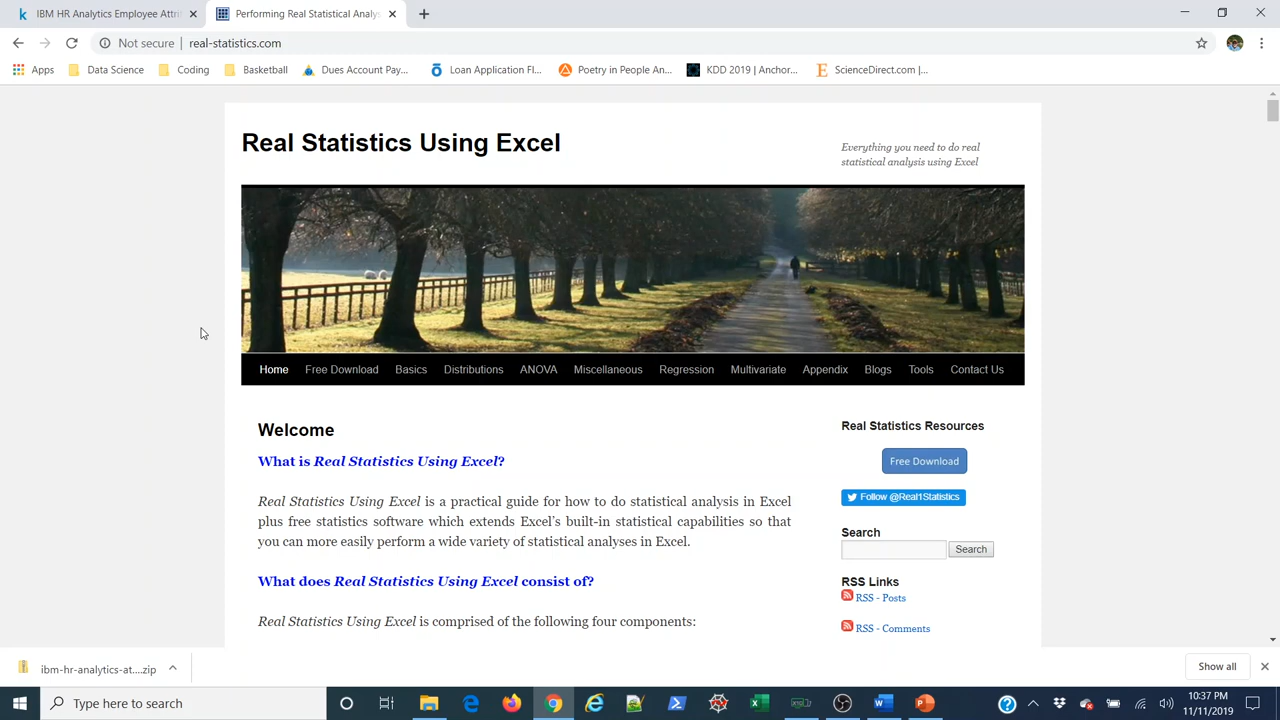 IBM HR Analytics Employee Attri
Performing Real Statistical Analys
Not secure
real-statistics.com
Apps
Data Science
Coding
Basketball
Dues Account Pay...
Loan Application Fl...
Poetry in People An...
KDD 2019 | Anchor...
ScienceDirect.com |...
Real Statistics Using Excel
Everything you need to do real
statistical analysis using Excel
Home
Free Download
Basics
Distributions
ANOVA
Miscellaneous
Regression
Multivariate
Appendix
Blogs
Tools
Contact Us
Welcome
What is Real Statistics Using Excel?
Real Statistics Using Excel is a practical guide for how to do statistical analysis in Excel
plus free statistics software which extends Excel’s built-in statistical capabilities so that
you can more easily perform a wide variety of statistical analyses in Excel.
What does Real Statistics Using Excel consist of?
Real Statistics Using Excel is comprised of the following four components:
Real Statistics Resources
Free Download
Follow @Real1Statistics
Search
Search
RSS Links
RSS - Posts
RSS - Comments
ibm-hr-analytics-at....zip
Show all
Type here to search
10:37 PM
11/11/2019